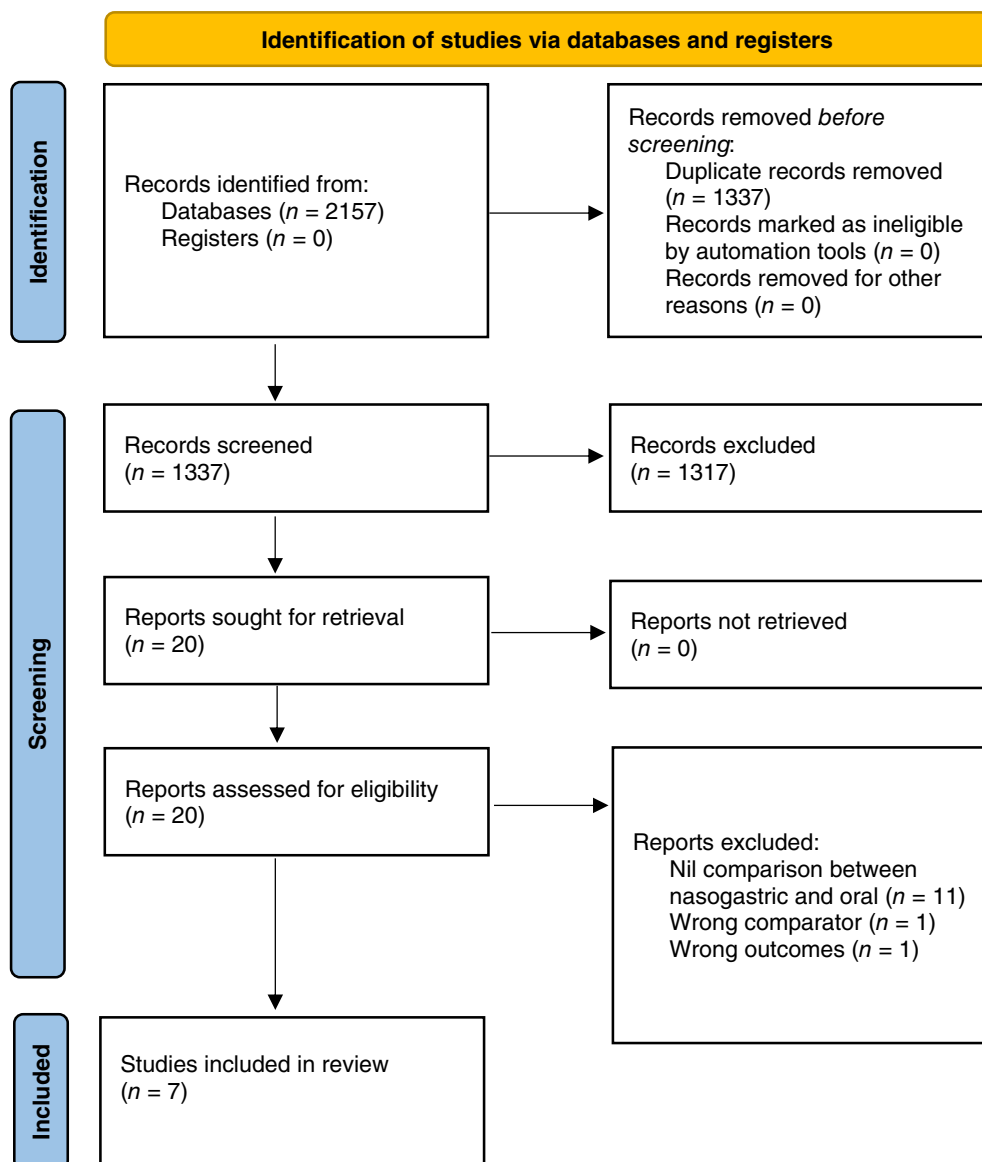 Identification of studies via databases and registers
Identification
Records identified from:
Databases (n = 2157)
Registers (n = 0)
Records removed before
screening:
Duplicate records removed
(n = 1337)
Records marked as ineligible
by automation tools (n = 0)
Records removed for other
reasons (n = 0)
Screening
Records screened
(n = 1337)
Records excluded
(n = 1317)
Reports sought for retrieval
(n = 20)
Reports not retrieved
(n = 0)
Reports assessed for eligibility
(n = 20)
Reports excluded:
Nil comparison between
nasogastric and oral (n = 11)
Wrong comparator (n = 1)
Wrong outcomes (n = 1)
Included
Studies included in review
(n = 7)